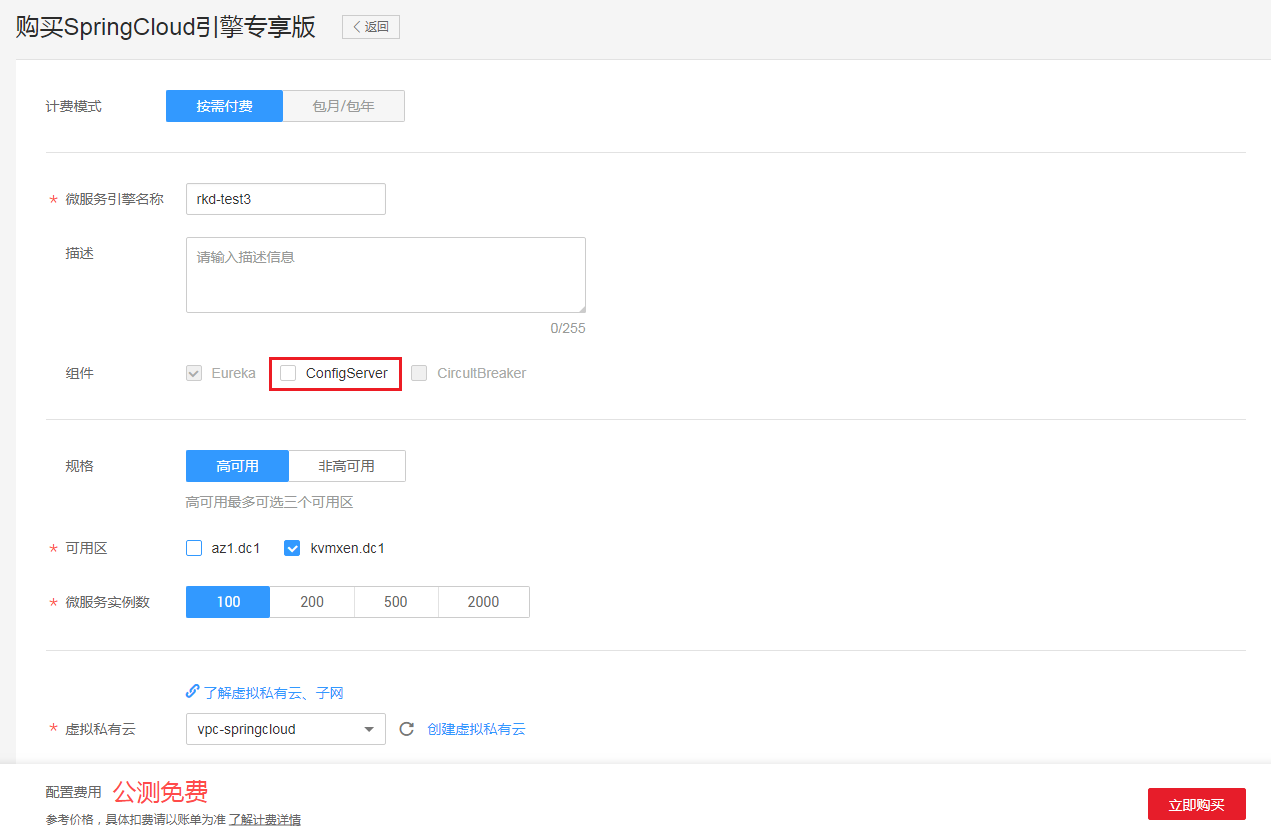 购买SpringCloud引擎专享版 返回
计费模式 按需付费 包月/包年
* 微服务引擎名称 rkd-test3
描述 请输入描述信息
0/255
组件 Eureka ConfigServer CircultBreaker
规格 高可用 非高可用
高可用最多可选三个可用区
* 可用区 az1.dc1 kvmxen.dc1
* 微服务实例数 100 200 500 2000
了解虚拟私有云、子网
* 虚拟私有云 vpc-springcloud 创建虚拟私有云
配置费用 公测免费
参考价格，具体扣费请以账单为准 了解计费详情
立即购买